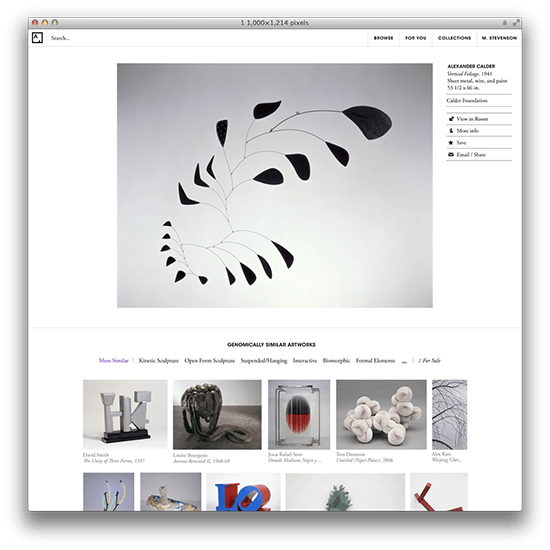 1 1,000×1,214 pixels
A
Search...
BROWSE
FOR YOU
COLLECTIONS
M. STEVENSON
ALEXANDER CALDER
Vertical Foliage, 1941
Sheet metal, wire, and paint
53 1/2 x 66 in.
Calder Foundation
View in Room
More info
Save
Email / Share
GENOMICALLY SIMILAR ARTWORKS
Most Similar | Kinetic Sculpture Open Form Sculpture Suspended/Hanging Interactive Biomorphic Formal Elements ... | For Sale
David Smith
The Unity of Three Forms, 1937
Louise Bourgeois
Avenza Revisited II, 1968-69
Jesus Rafael Soto
Ovoide Mediano Negro y ...
Tara Donovan
Untitled (Paper Plates), 2006
Alex Katz
Weeping Cher...